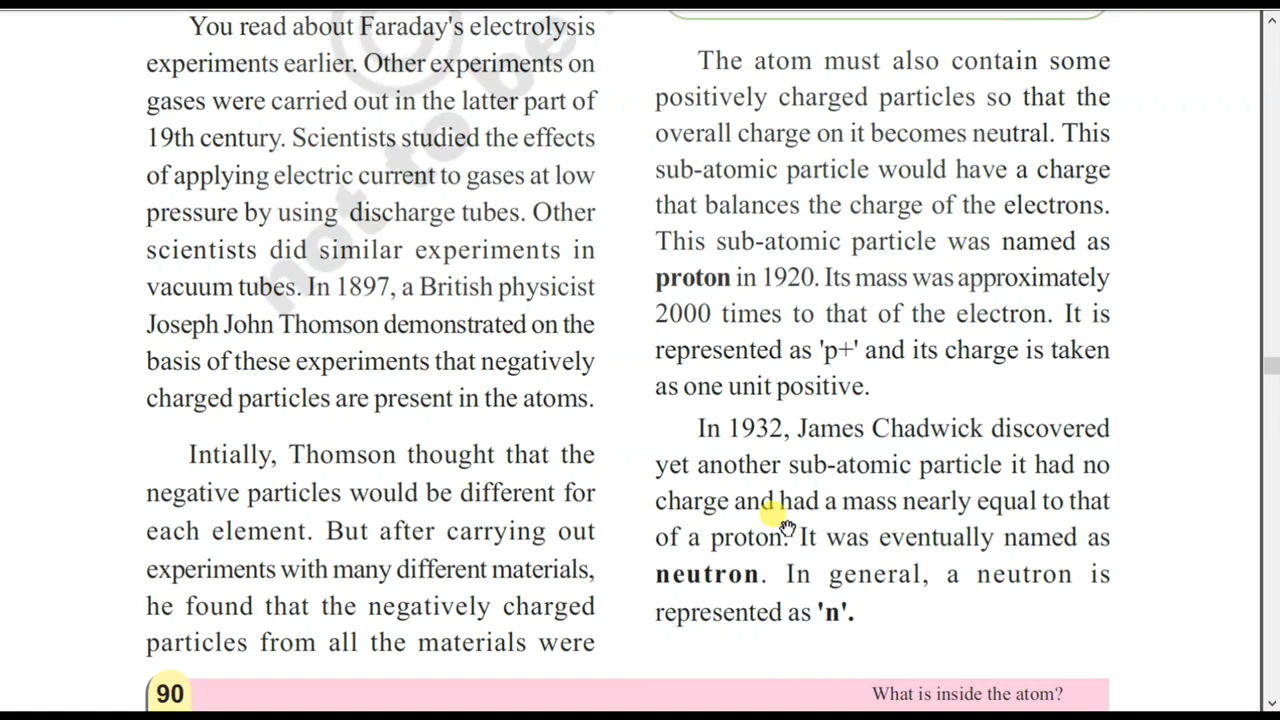 You read about Faraday's electrolysis
experiments earlier. Other experiments on
gases were carried out in the latter part of
19th century. Scientists studied the effects
of applying electric current to gases at low
pressure by using discharge tubes. Other
scientists did similar experiments in
vacuum tubes. In 1897, a British physicist
Joseph John Thomson demonstrated on the
basis of these experiments that negatively
charged particles are present in the atoms.
Intially, Thomson thought that the
negative particles would be different for
each element. But after carrying out
experiments with many different materials,
he found that the negatively charged
particles from all the materials were
The atom must also contain some
positively charged particles so that the
overall charge on it becomes neutral. This
sub-atomic particle would have a charge
that balances the charge of the electrons.
This sub-atomic particle was named as
proton in 1920. Its mass was approximately
2000 times to that of the electron. It is
represented as 'p+' and its charge is taken
as one unit positive.
In 1932, James Chadwick discovered
yet another sub-atomic particle it had no
charge and had a mass nearly equal to that
of a proton. It was eventually named as
neutron. In general, a neutron is
represented as 'n'.
90
What is inside the atom?
not to be